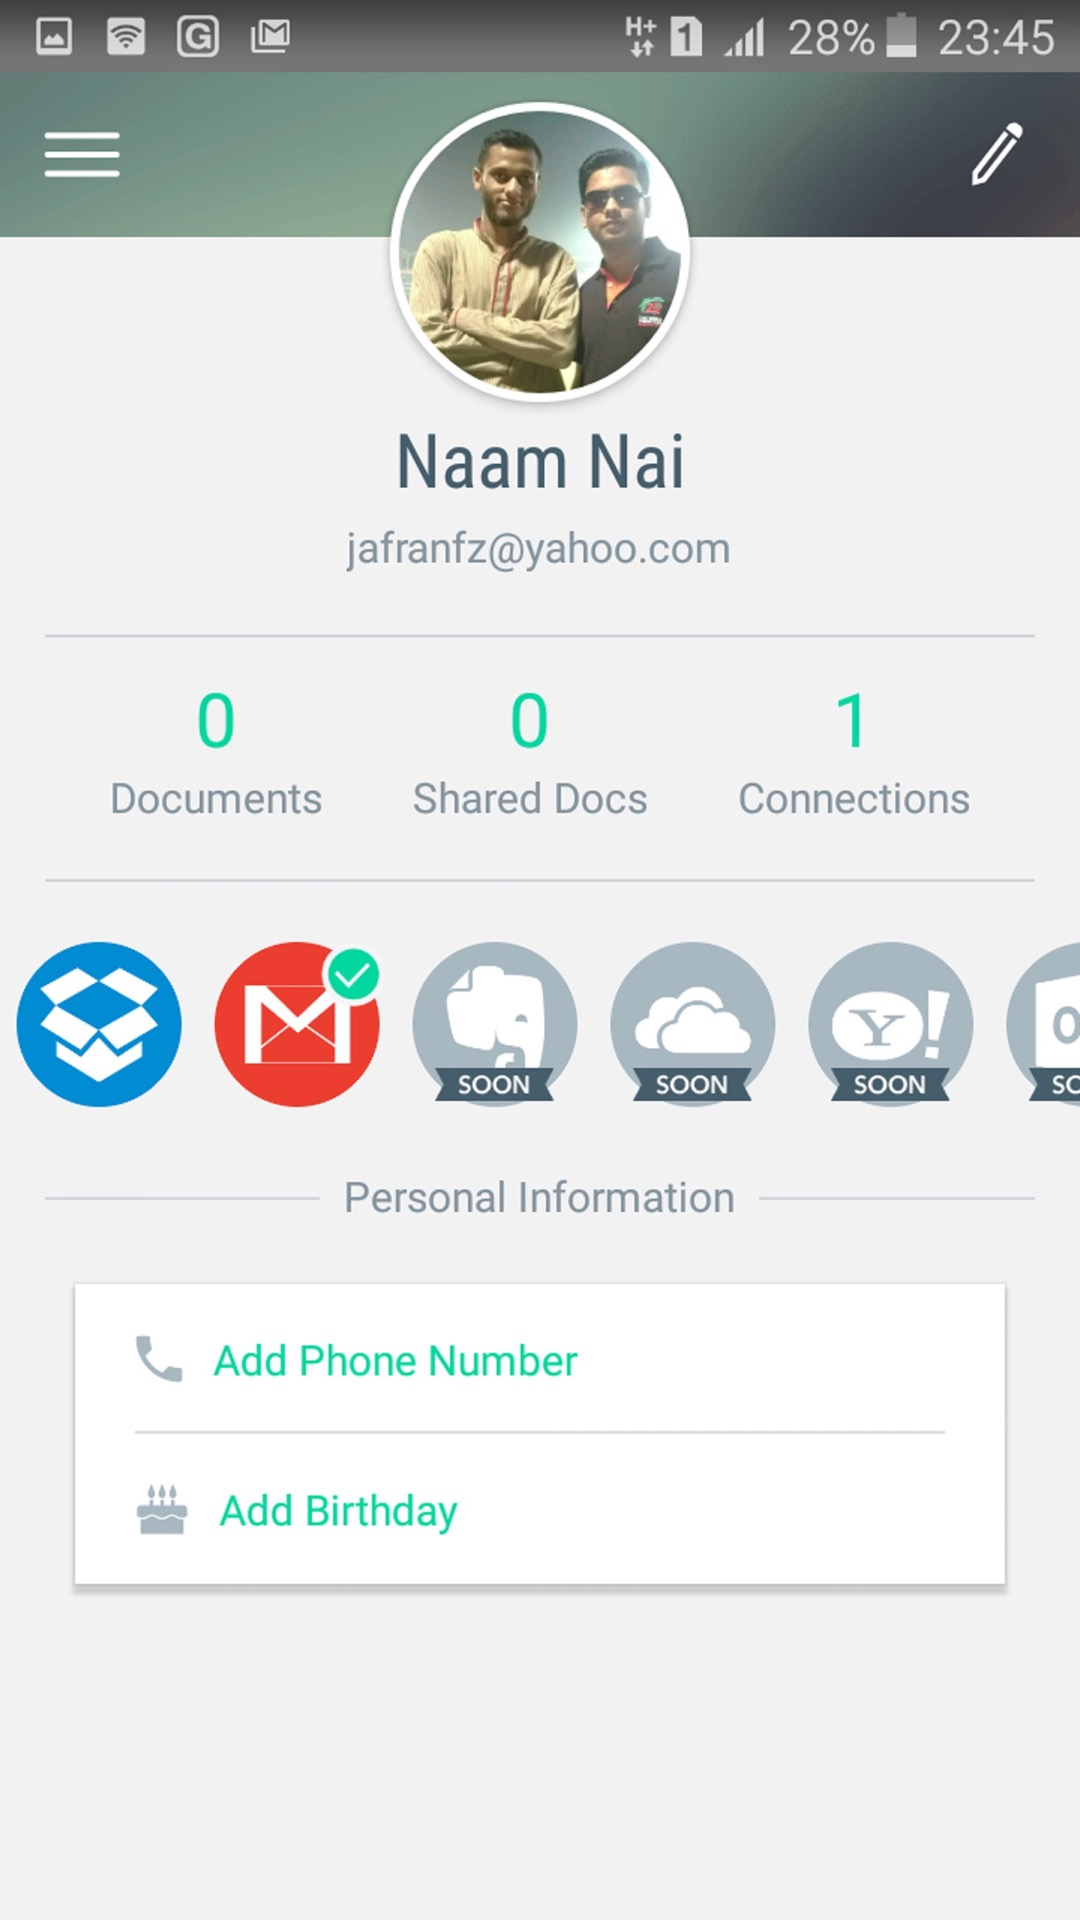 H+ 1 28% 23:45
Naam Nai
jafranfz@yahoo.com
0 0 1
Documents Shared Docs Connections
SOON SOON SOON
Personal Information
Add Phone Number
Add Birthday